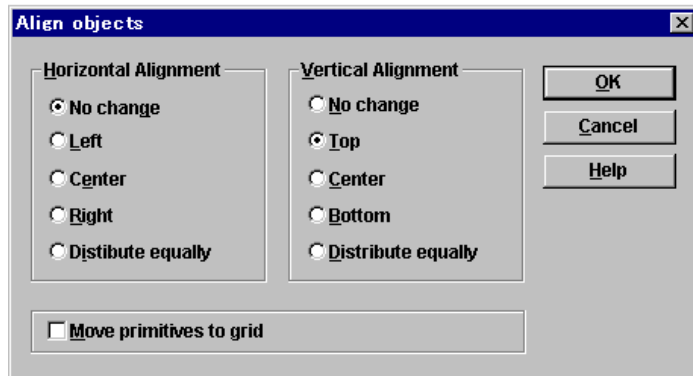 Align objects
Horizontal Alignment
No change
Left
Center
Right
Distibute equally
Vertical Alignment
No change
Top
Center
Bottom
Distribute equally
OK
Cancel
Help
Move primitives to grid